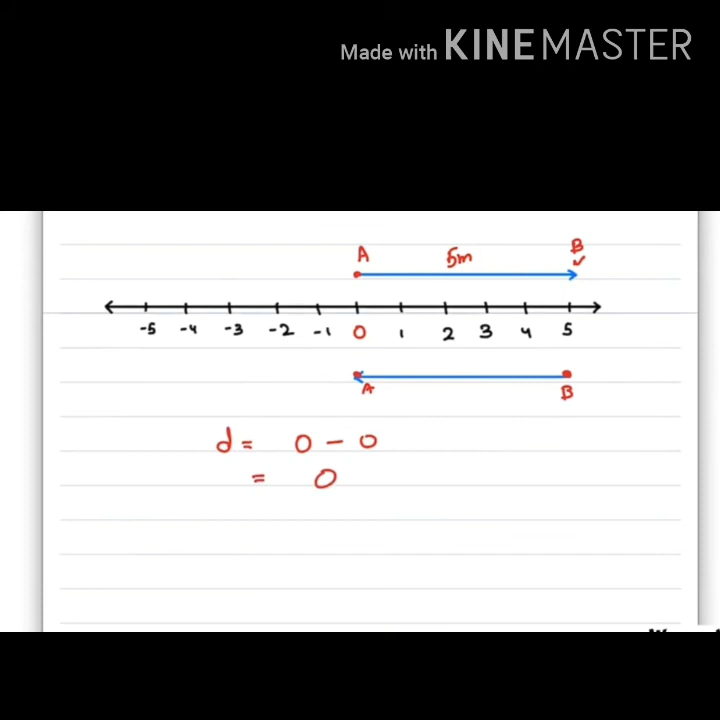 Made with KINEMASTER
A 5m B
-5 -4 -3 -2 -1 0 1 2 3 4 5
A B
d = 0 - 0
= 0